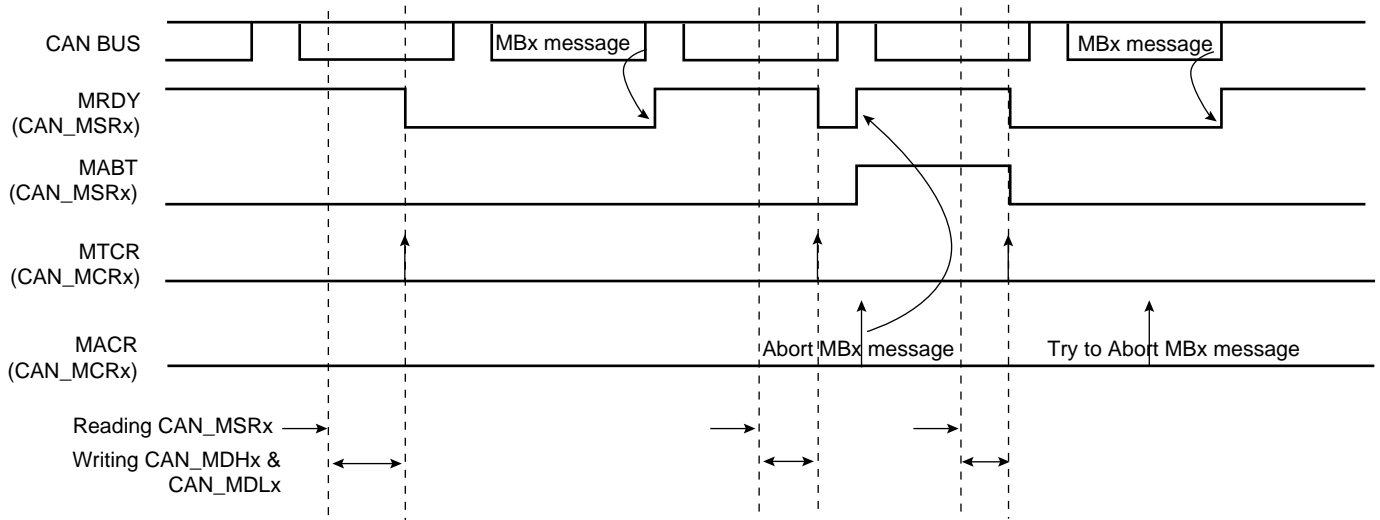 CAN BUS
MBx message
MBx message
MRDY
(CAN_MSRx)
MABT
(CAN_MSRx)
MTCR
(CAN_MCRx)
MACR
(CAN_MCRx)
Abort MBx message
Try to Abort MBx message
Reading CAN_MSRx
Writing CAN_MDHx &
CAN_MDLx